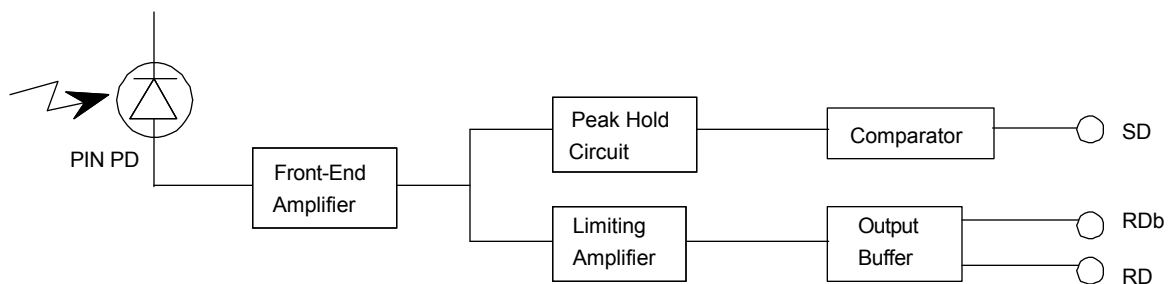 PIN PD
Front-End
Amplifier
Peak Hold
Circuit
Comparator
SD
Limiting
Amplifier
Output
Buffer
RDb
RD